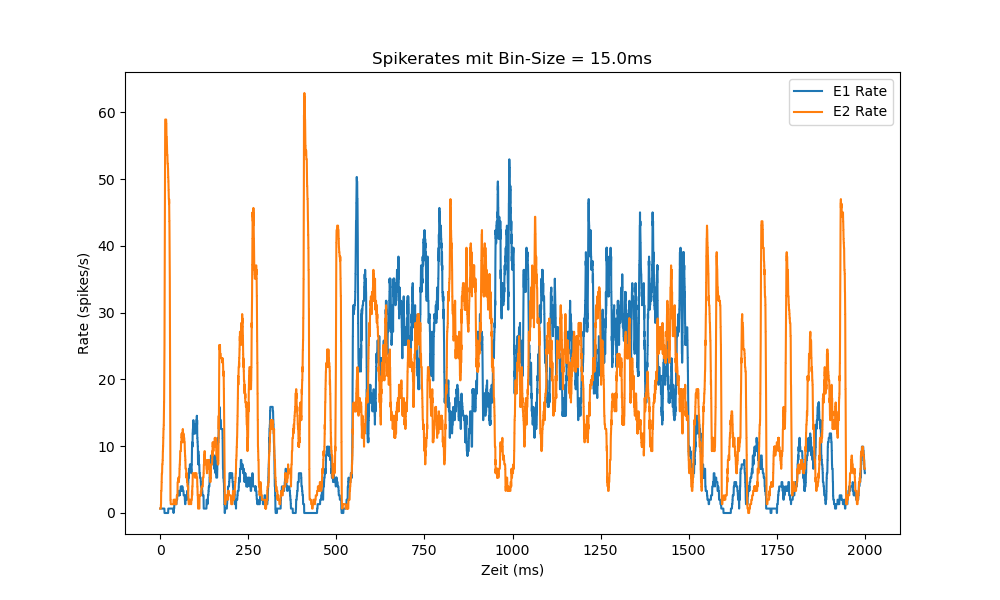 Spikerates mit Bin-Size = 15.0ms
E1 Rate
E2 Rate
60
50
40
30
20
10
0
Rate (spikes/s)
0 250 500 750 1000 1250 1500 1750 2000
Zeit (ms)